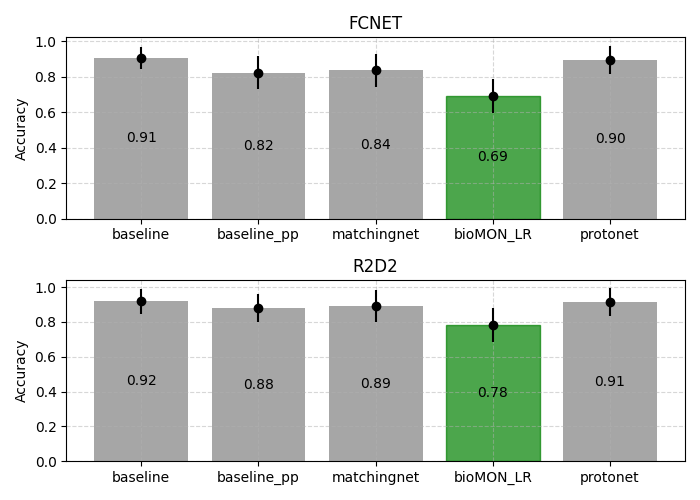 FCNET
1.0
0.8
0.6
0.4
0.2
0.0
Accuracy
0.91
0.82
0.84
0.69
0.90
baseline
baseline_pp
matchingnet
bioMON_LR
protonet
R2D2
1.0
0.8
0.6
0.4
0.2
0.0
Accuracy
0.92
0.88
0.89
0.78
0.91
baseline
baseline_pp
matchingnet
bioMON_LR
protonet